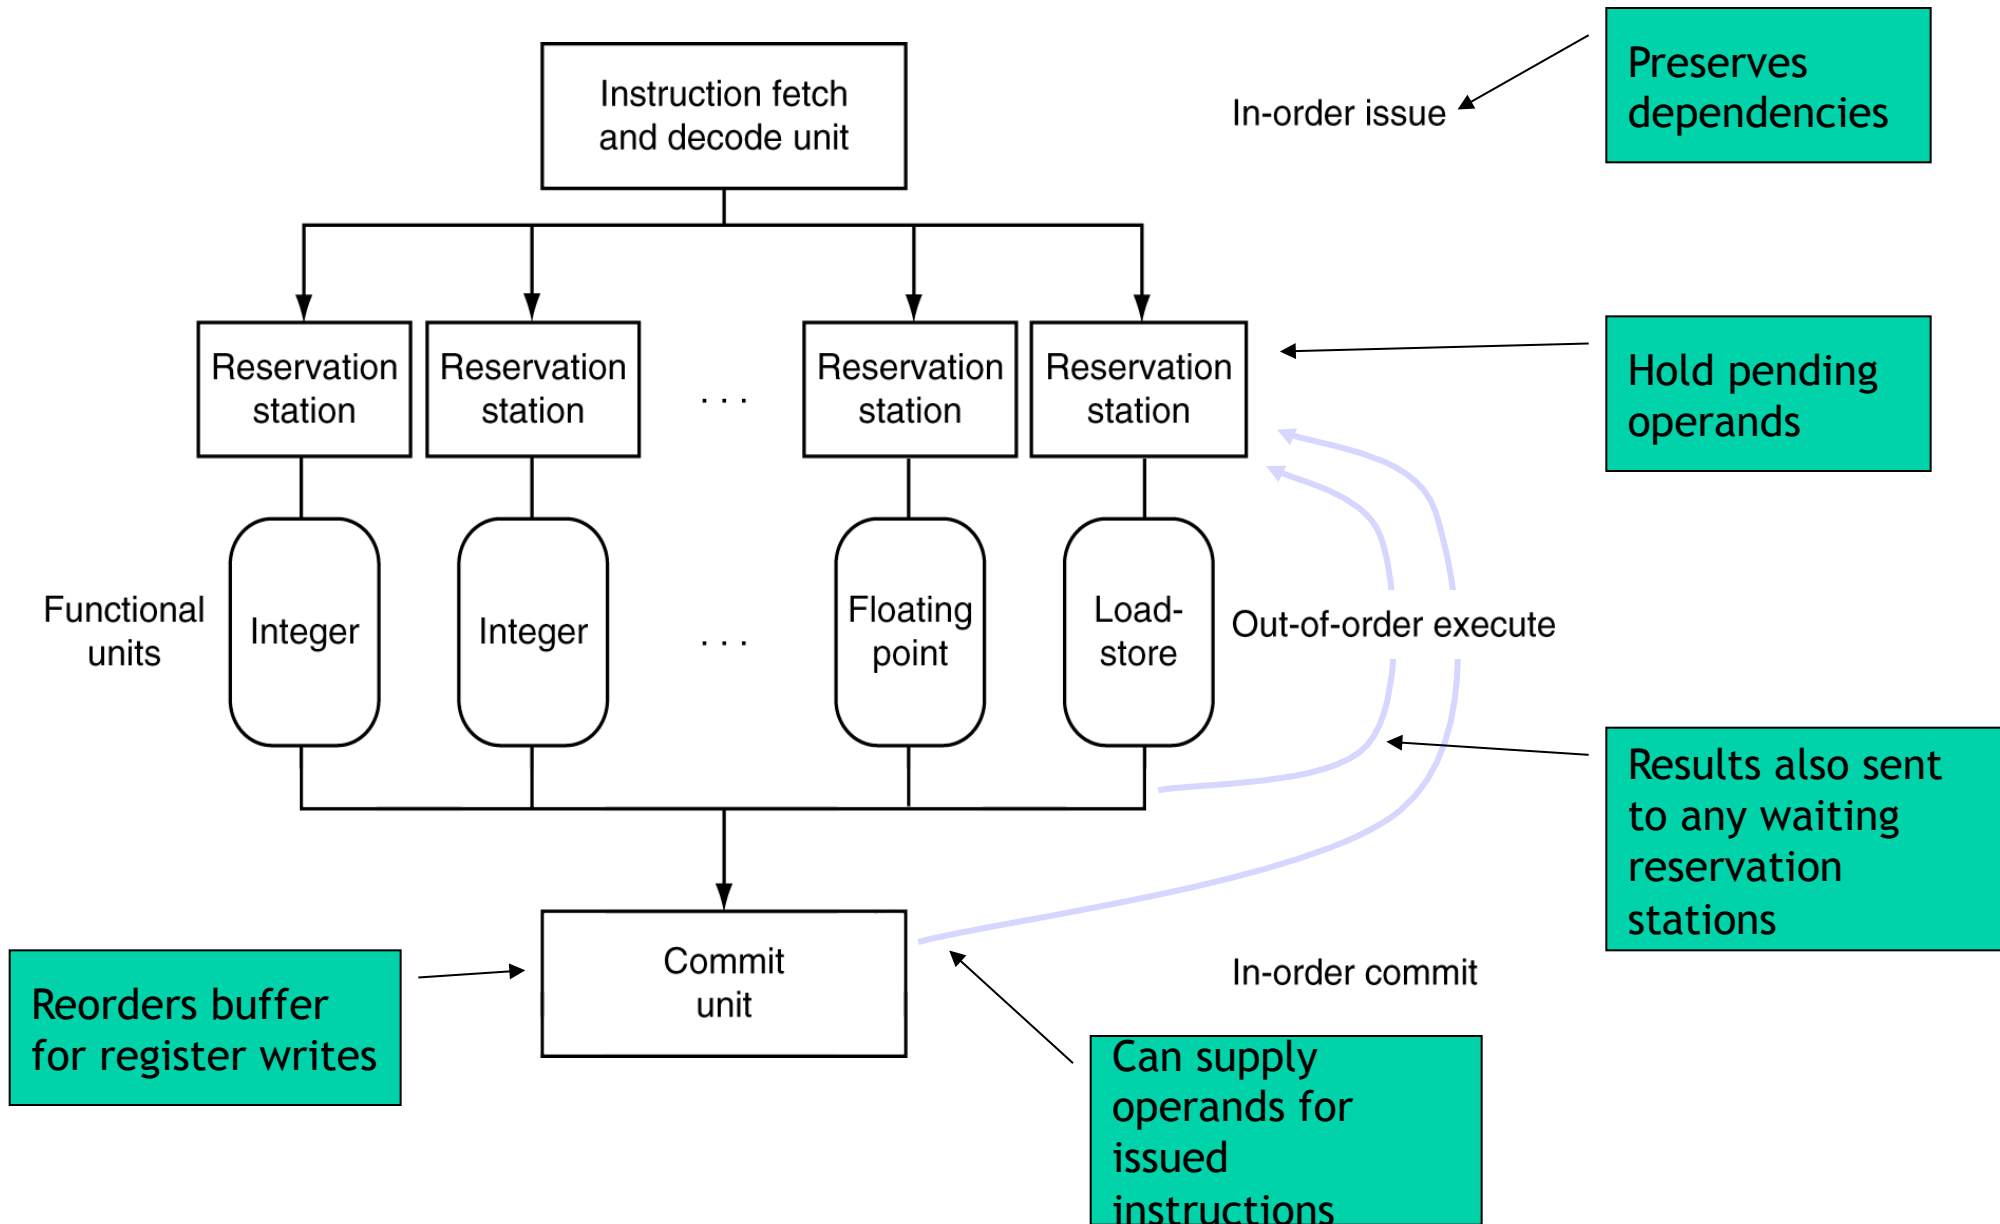 Instruction fetch
and decode unit
In-order issue
Preserves
dependencies
Reservation
station
Reservation
station
. . .
Reservation
station
Reservation
station
Hold pending
operands
Functional
units
Integer
Integer
. . .
Floating
point
Load-
store
Out-of-order execute
Results also sent
to any waiting
reservation
stations
Commit
unit
In-order commit
Reorders buffer
for register writes
Can supply
operands for
issued
instructions